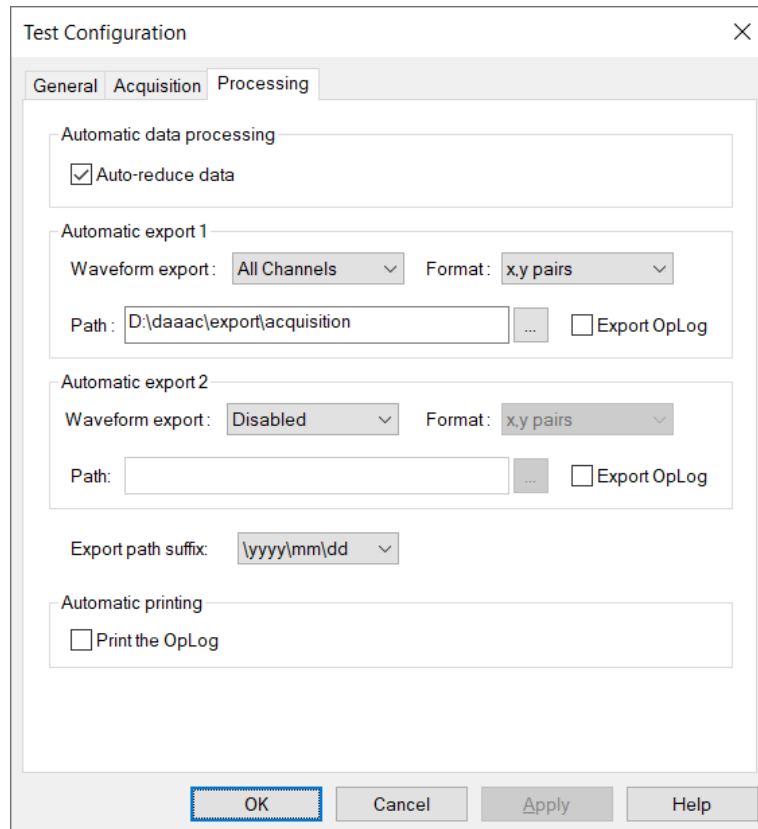 Test Configuration
General Acquisition Processing
Automatic data processing
Auto-reduce data
Automatic export 1
Waveform export: All Channels Format: x,y pairs
Path: D:\daaac\export\acquisition ... Export OpLog
Automatic export 2
Waveform export: Disabled Format: x,y pairs
Path: ... Export OpLog
Export path suffix: \yyyy\mm\dd
Automatic printing
Print the OpLog
OK Cancel Apply Help